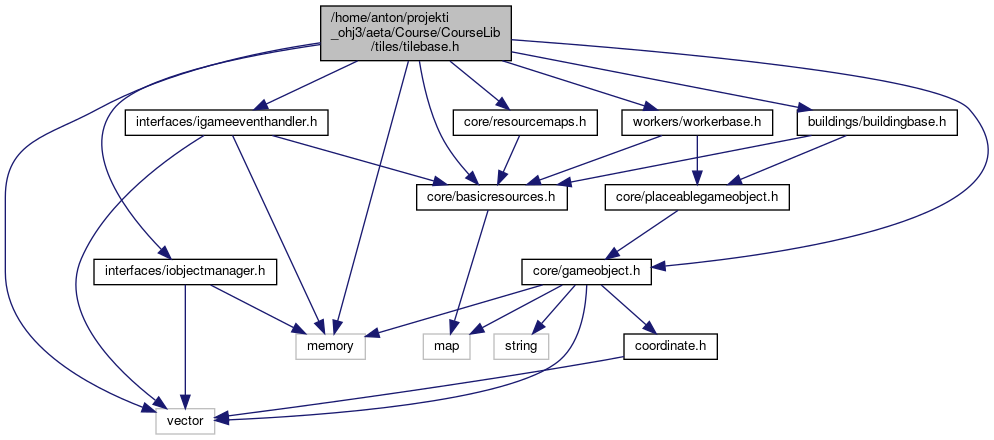 /home/anton/projekti
_ohj3/aeta/Course/CourseLib
/tiles/tilebase.h
interfaces/igameeventhandler.h
core/resourcemaps.h
workers/workerbase.h
buildings/buildingbase.h
core/basicresources.h
core/placeablegameobject.h
interfaces/iobjectmanager.h
core/gameobject.h
memory
map
string
coordinate.h
vector